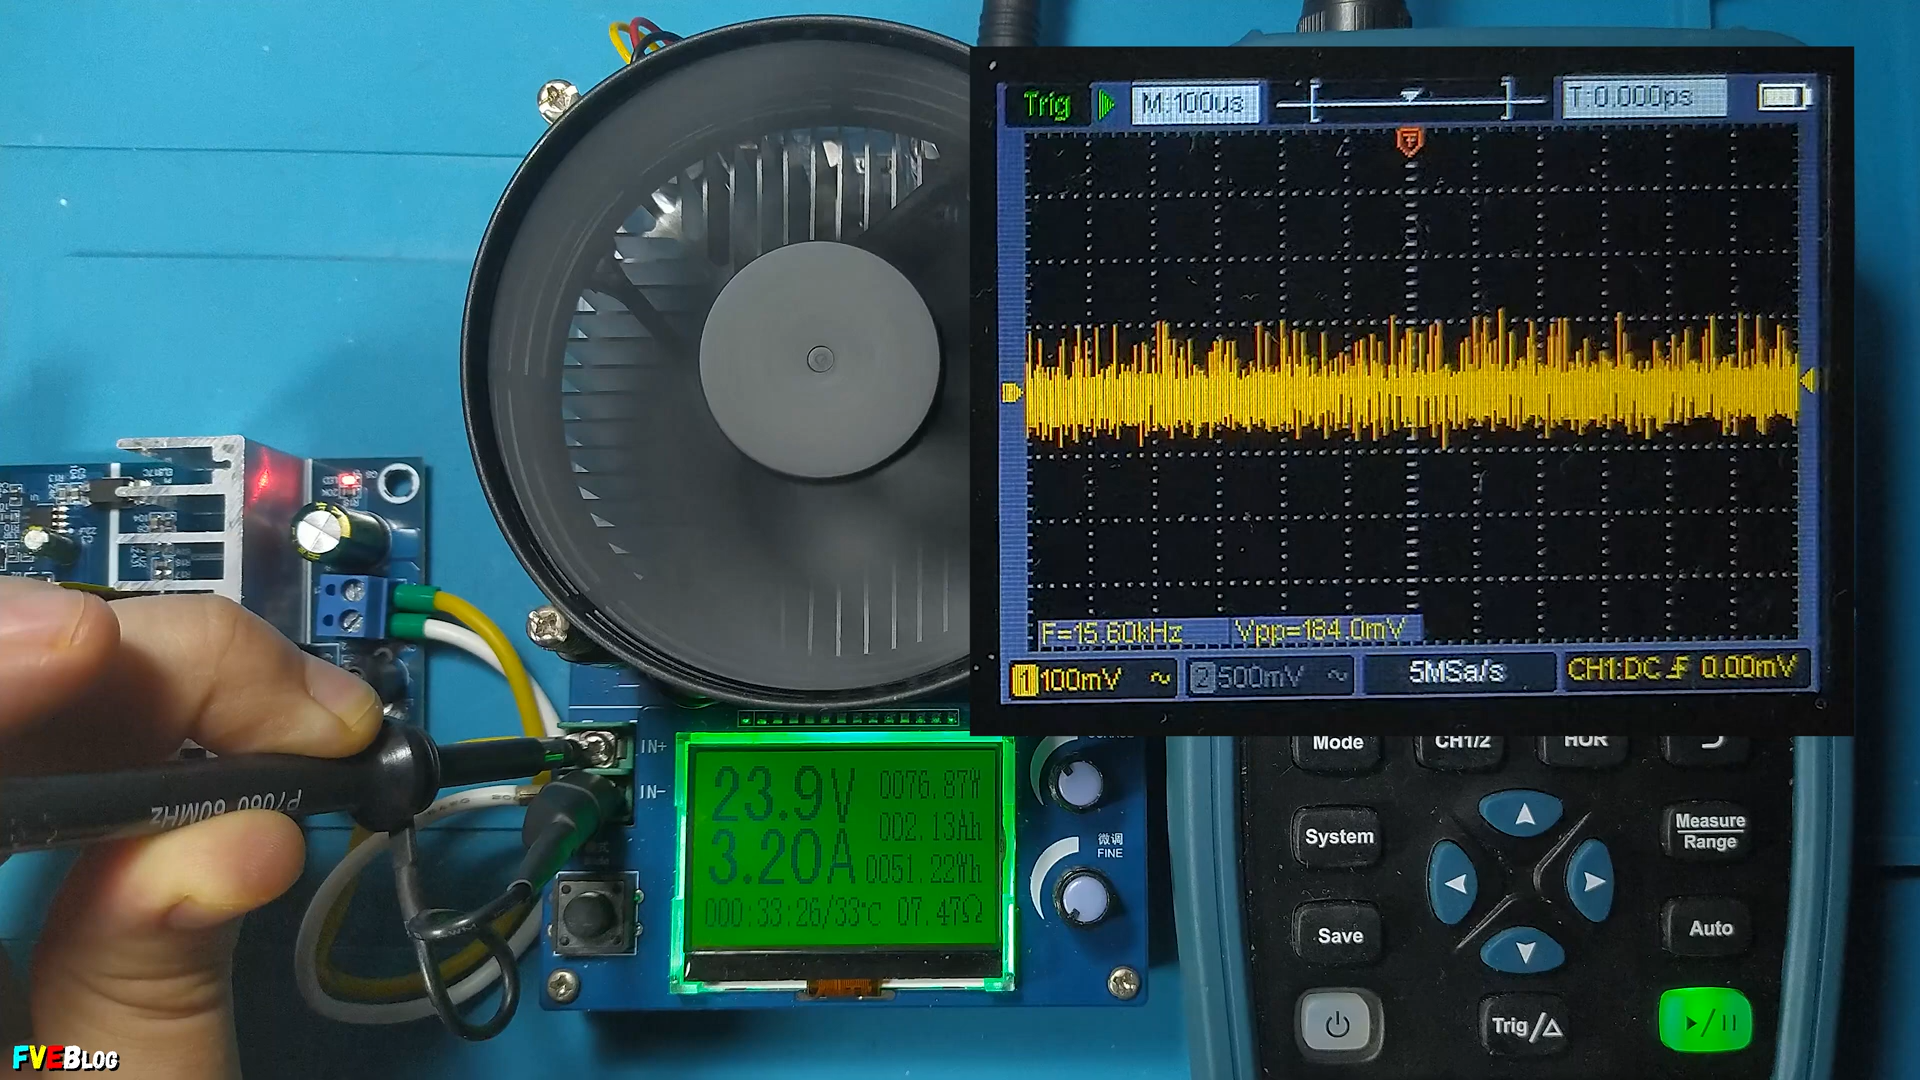 Trig
M:100us
T:0.000ps
F=15.60kHz
Vpp=184.0mV
1 100mV
2 500mV
5MSa/s
CH1:DC 0.00mV
Mode
CH1/2
HOR
System
Measure
Range
Save
Auto
Trig/△
IN+
IN-
23.9V
3.20A
0076.87W
002.13Ah
0051.22Wh
000:33:26/33℃ 07.47Ω
微调
FINE
P7060 60MHz
FVEBLOG